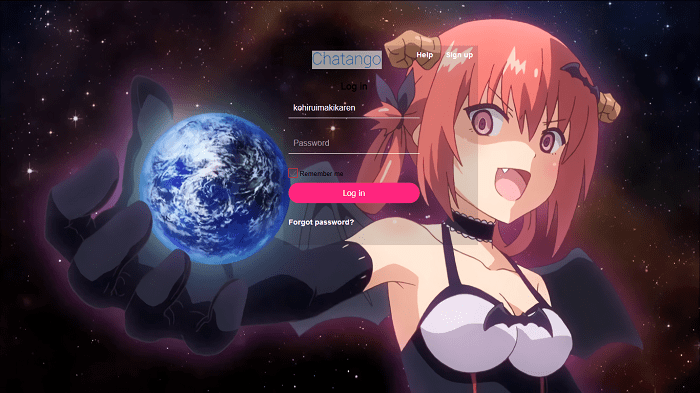 Chatango
Help Sign up
Log in
kohiruimakikaren
Password
Remember me
Log in
Forgot password?